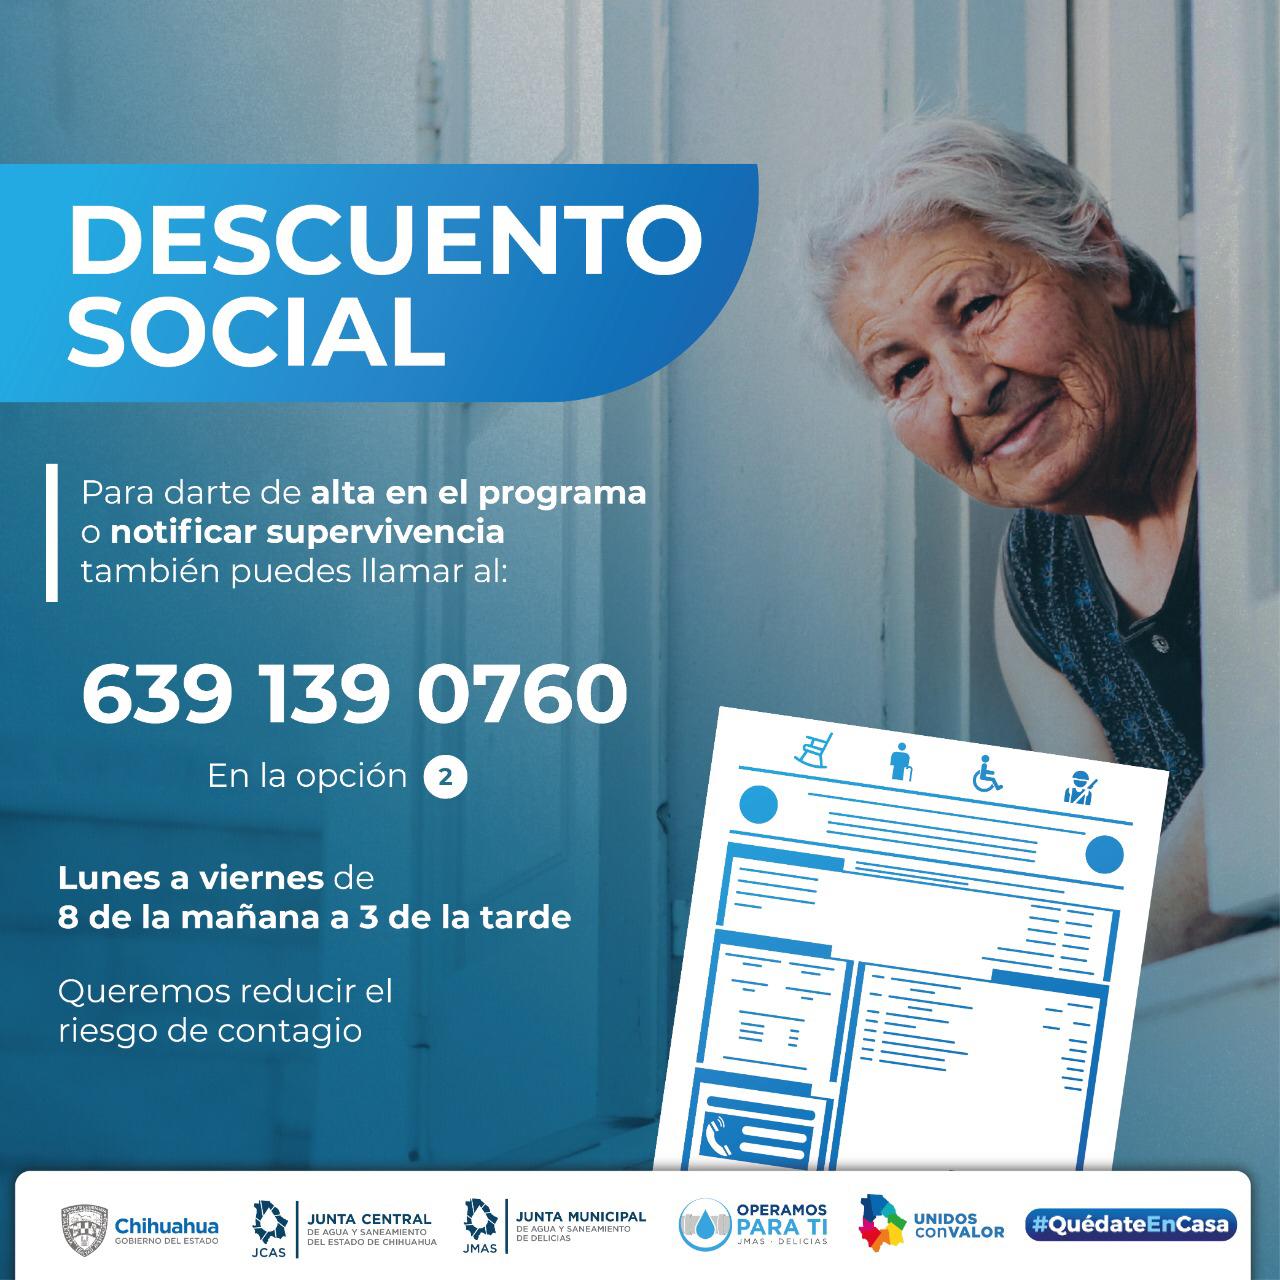 DESCUENTO
SOCIAL
Para darte de alta en el programa
o notificar supervivencia
también puedes llamar al:
639 139 0760
En la opción 2
Lunes a viernes de
8 de la mañana a 3 de la tarde
Queremos reducir el
riesgo de contagio
Chihuahua
GOBIERNO DEL ESTADO
JCAS
JUNTA CENTRAL
DE AGUA Y SANEAMIENTO
DEL ESTADO DE CHIHUAHUA
JMAS
JUNTA MUNICIPAL
DE AGUA Y SANEAMIENTO
DE DELICIAS
OPERAMOS
PARA TI
JMAS · DELICIAS
UNIDOS
conVALOR
#QuédateEnCasa